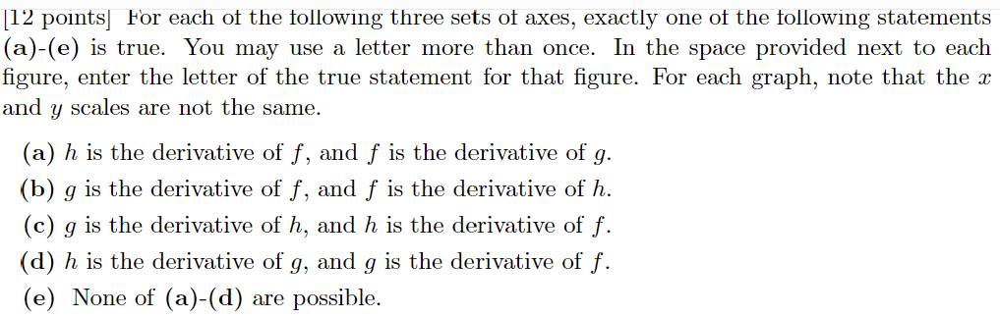 [12 points] For each of the following three sets of axes, exactly one of the following statements
(a)-(e) is true. You may use a letter more than once. In the space provided next to each
figure, enter the letter of the true statement for that figure. For each graph, note that the x
and y scales are not the same.
(a) h is the derivative of f, and f is the derivative of g.
(b) g is the derivative of f, and f is the derivative of h.
(c) g is the derivative of h, and h is the derivative of f.
(d) h is the derivative of g, and g is the derivative of f.
(e) None of (a)-(d) are possible.